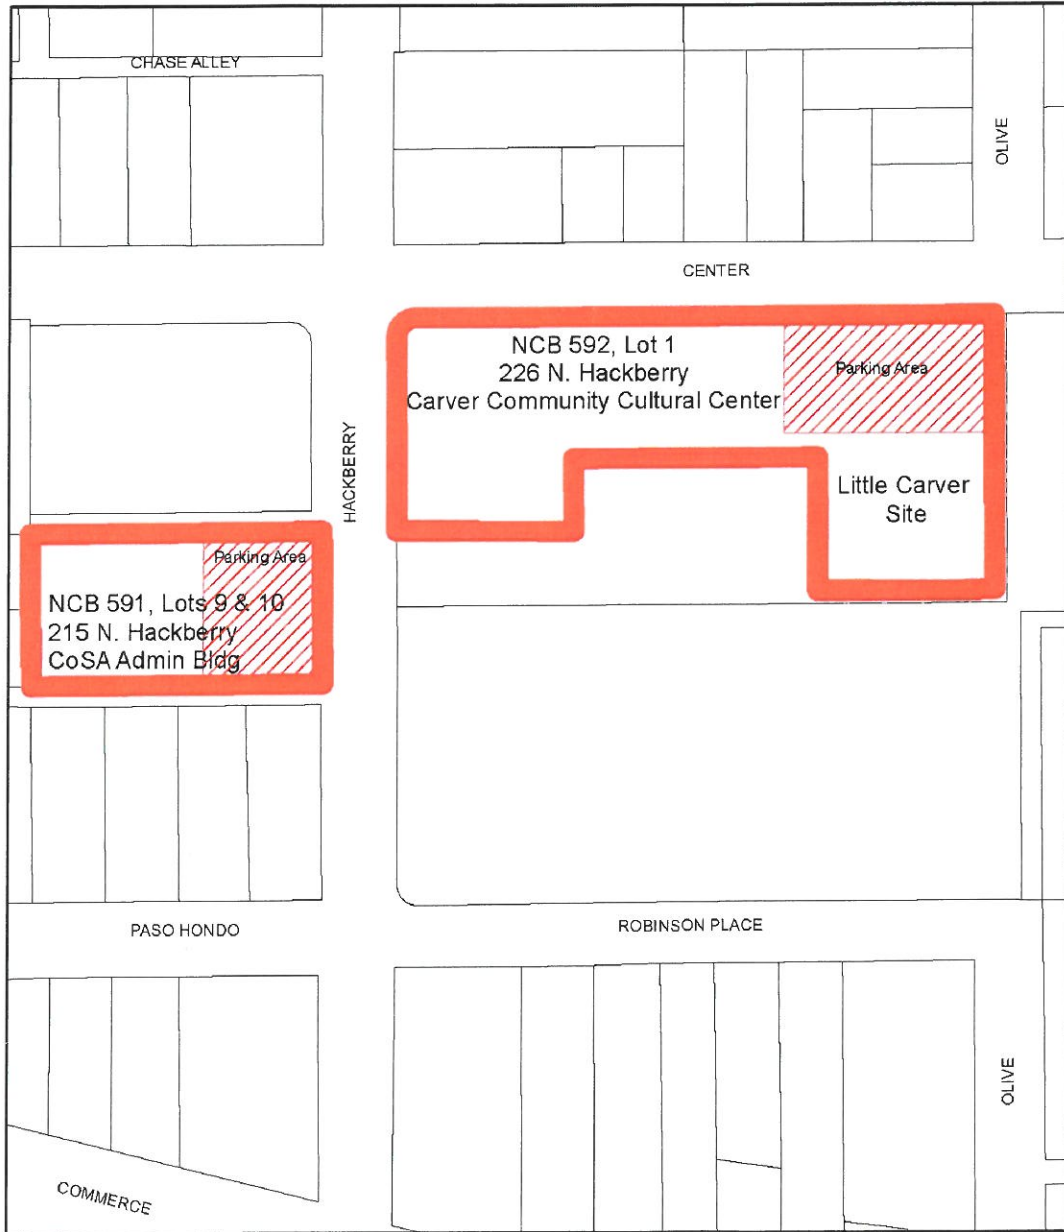 CHASE ALLEY
OLIVE
CENTER
NCB 592, Lot 1
226 N. Hackberry
Carver Community Cultural Center
Parking Area
HACKBERRY
Little Carver
Site
Parking Area
NCB 591, Lots 9 & 10
215 N. Hackberry
CoSA Admin Bldg
PASO HONDO
ROBINSON PLACE
OLIVE
COMMERCE